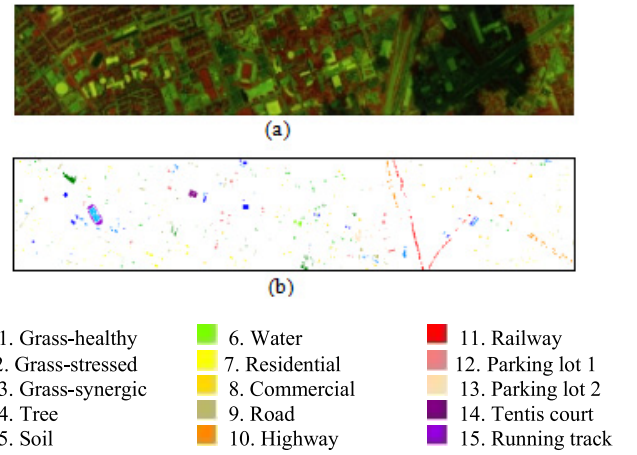 (a)
(b)
1. Grass-healthy
2. Grass-stressed
3. Grass-synergic
4. Tree
5. Soil
6. Water
7. Residential
8. Commercial
9. Road
10. Highway
11. Railway
12. Parking lot 1
13. Parking lot 2
14. Tentis court
15. Running track